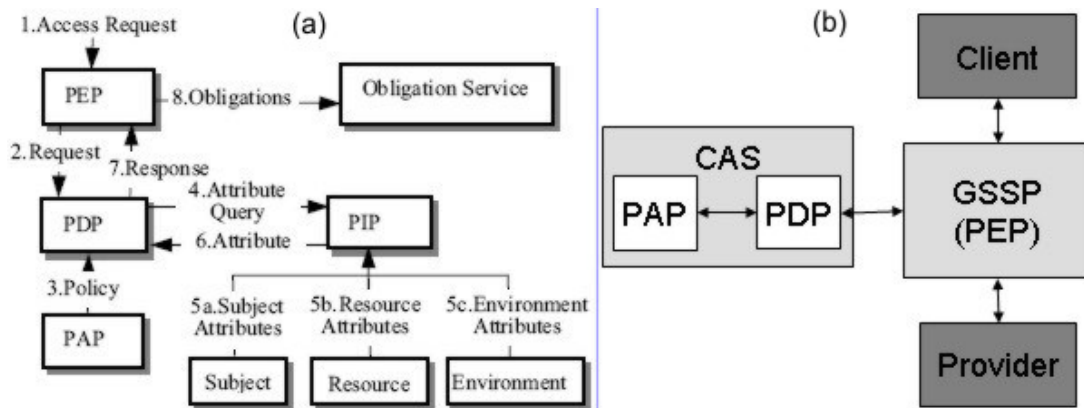 (a)
1.Access Request
PEP
8.Obligations
Obligation Service
2.Request
7.Response
4.Attribute
Query
PDP
PIP
6.Attribute
3.Policy
PAP
5a.Subject
Attributes
5b.Resource
Attributes
5c.Environment
Attributes
Subject
Resource
Environment
(b)
Client
CAS
PAP
PDP
GSSP
(PEP)
Provider